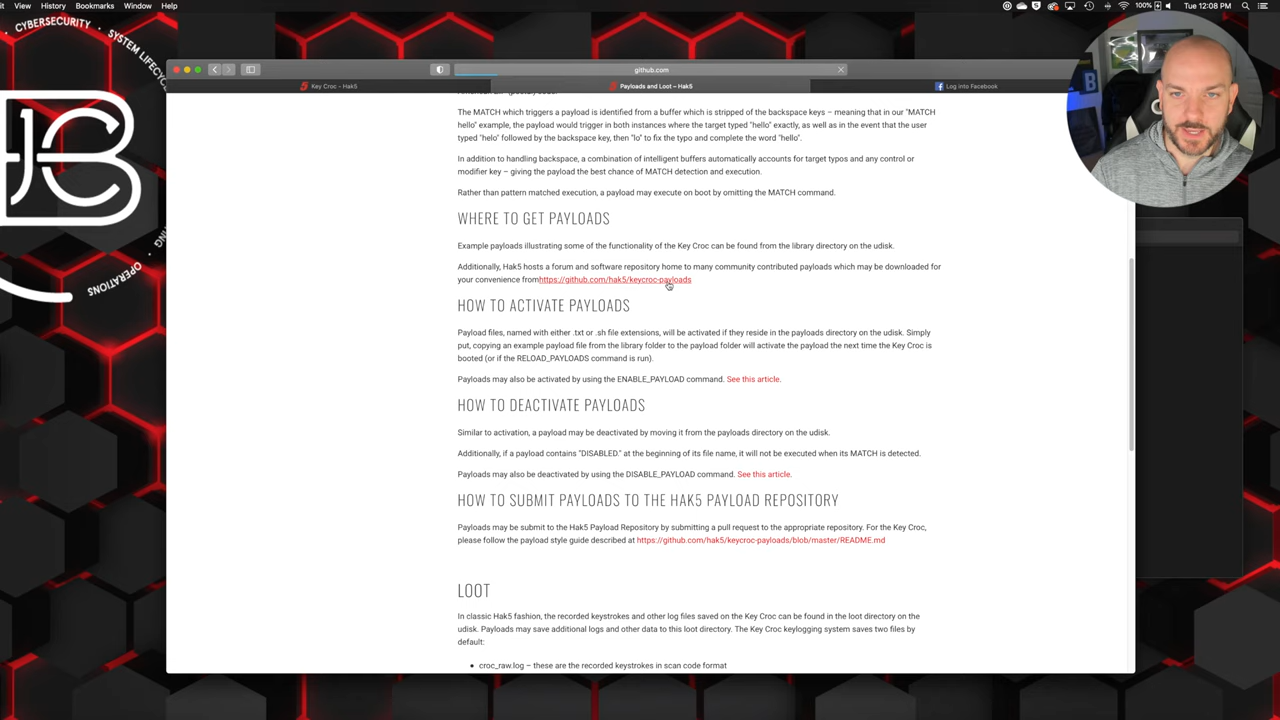 View History Bookmarks Window Help
100% Tue 12:08 PM
CYBERSECURITY
SYSTEM LIFECYC
OPERATIONS
github.com
Key Croc – Hak5
Payloads and Loot – Hak5
Log into Facebook
The MATCH which triggers a payload is identified from a buffer which is stripped of the backspace keys – meaning that in our "MATCH
hello" example, the payload would trigger in both instances where the target typed "hello" exactly, as well as in the event that the user
typed "helo" followed by the backspace key, then "lo" to fix the typo and complete the word "hello".
In addition to handling backspace, a combination of intelligent buffers automatically accounts for target typos and any control or
modifier key – giving the payload the best chance of MATCH detection and execution.
Rather than pattern matched execution, a payload may execute on boot by omitting the MATCH command.
WHERE TO GET PAYLOADS
Example payloads illustrating some of the functionality of the Key Croc can be found from the library directory on the udisk.
Additionally, Hak5 hosts a forum and software repository home to many community contributed payloads which may be downloaded for
your convenience fromhttps://github.com/hak5/keycroc-payloads
HOW TO ACTIVATE PAYLOADS
Payload files, named with either .txt or .sh file extensions, will be activated if they reside in the payloads directory on the udisk. Simply
put, copying an example payload file from the library folder to the payload folder will activate the payload the next time the Key Croc is
booted (or if the RELOAD_PAYLOADS command is run).
Payloads may also be activated by using the ENABLE_PAYLOAD command. See this article.
HOW TO DEACTIVATE PAYLOADS
Similar to activation, a payload may be deactivated by moving it from the payloads directory on the udisk.
Additionally, if a payload contains "DISABLED." at the beginning of its file name, it will not be executed when its MATCH is detected.
Payloads may also be deactivated by using the DISABLE_PAYLOAD command. See this article.
HOW TO SUBMIT PAYLOADS TO THE HAK5 PAYLOAD REPOSITORY
Payloads may be submit to the Hak5 Payload Repository by submitting a pull request to the appropriate repository. For the Key Croc,
please follow the payload style guide described at https://github.com/hak5/keycroc-payloads/blob/master/README.md
LOOT
In classic Hak5 fashion, the recorded keystrokes and other log files saved on the Key Croc can be found in the loot directory on the
udisk. Payloads may save additional logs and other data to this loot directory. The Key Croc keylogging system saves two files by
default:
• croc_raw.log – these are the recorded keystrokes in scan code format